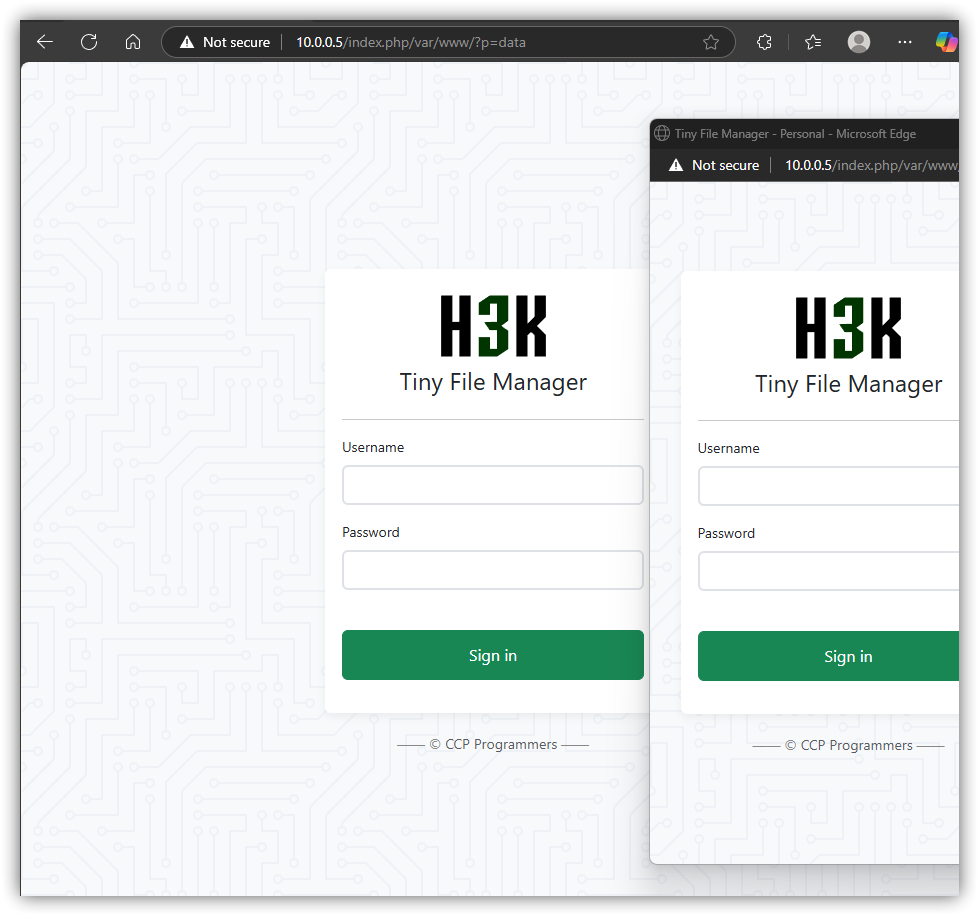 Not secure 10.0.0.5/index.php/var/www/?p=data
H3K
Tiny File Manager
Username
Password
Sign in
© CCP Programmers
Tiny File Manager - Personal - Microsoft Edge
Not secure 10.0.0.5/index.php/var/www
H3K
Tiny File Manager
Username
Password
Sign in
© CCP Programmers